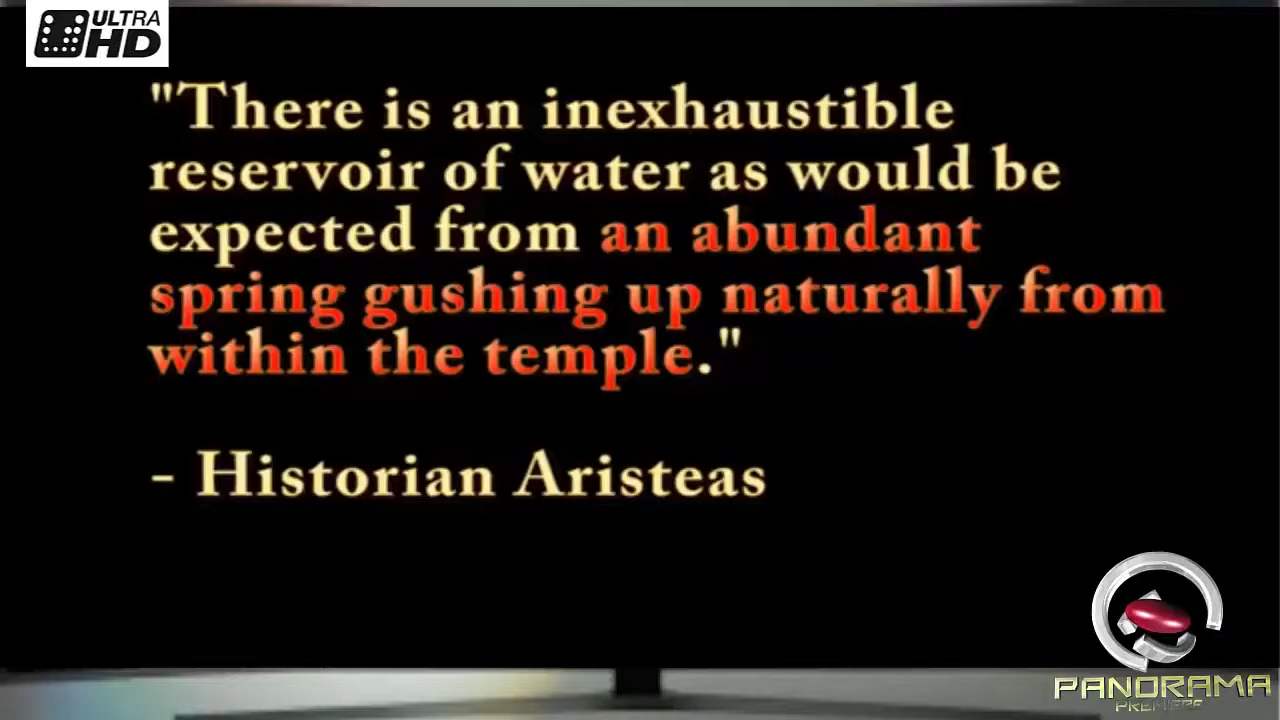 ULTRA
HD
"There is an inexhaustible
reservoir of water as would be
expected from an abundant
spring gushing up naturally from
within the temple."
- Historian Aristeas
PANORAMA
PREMIERE